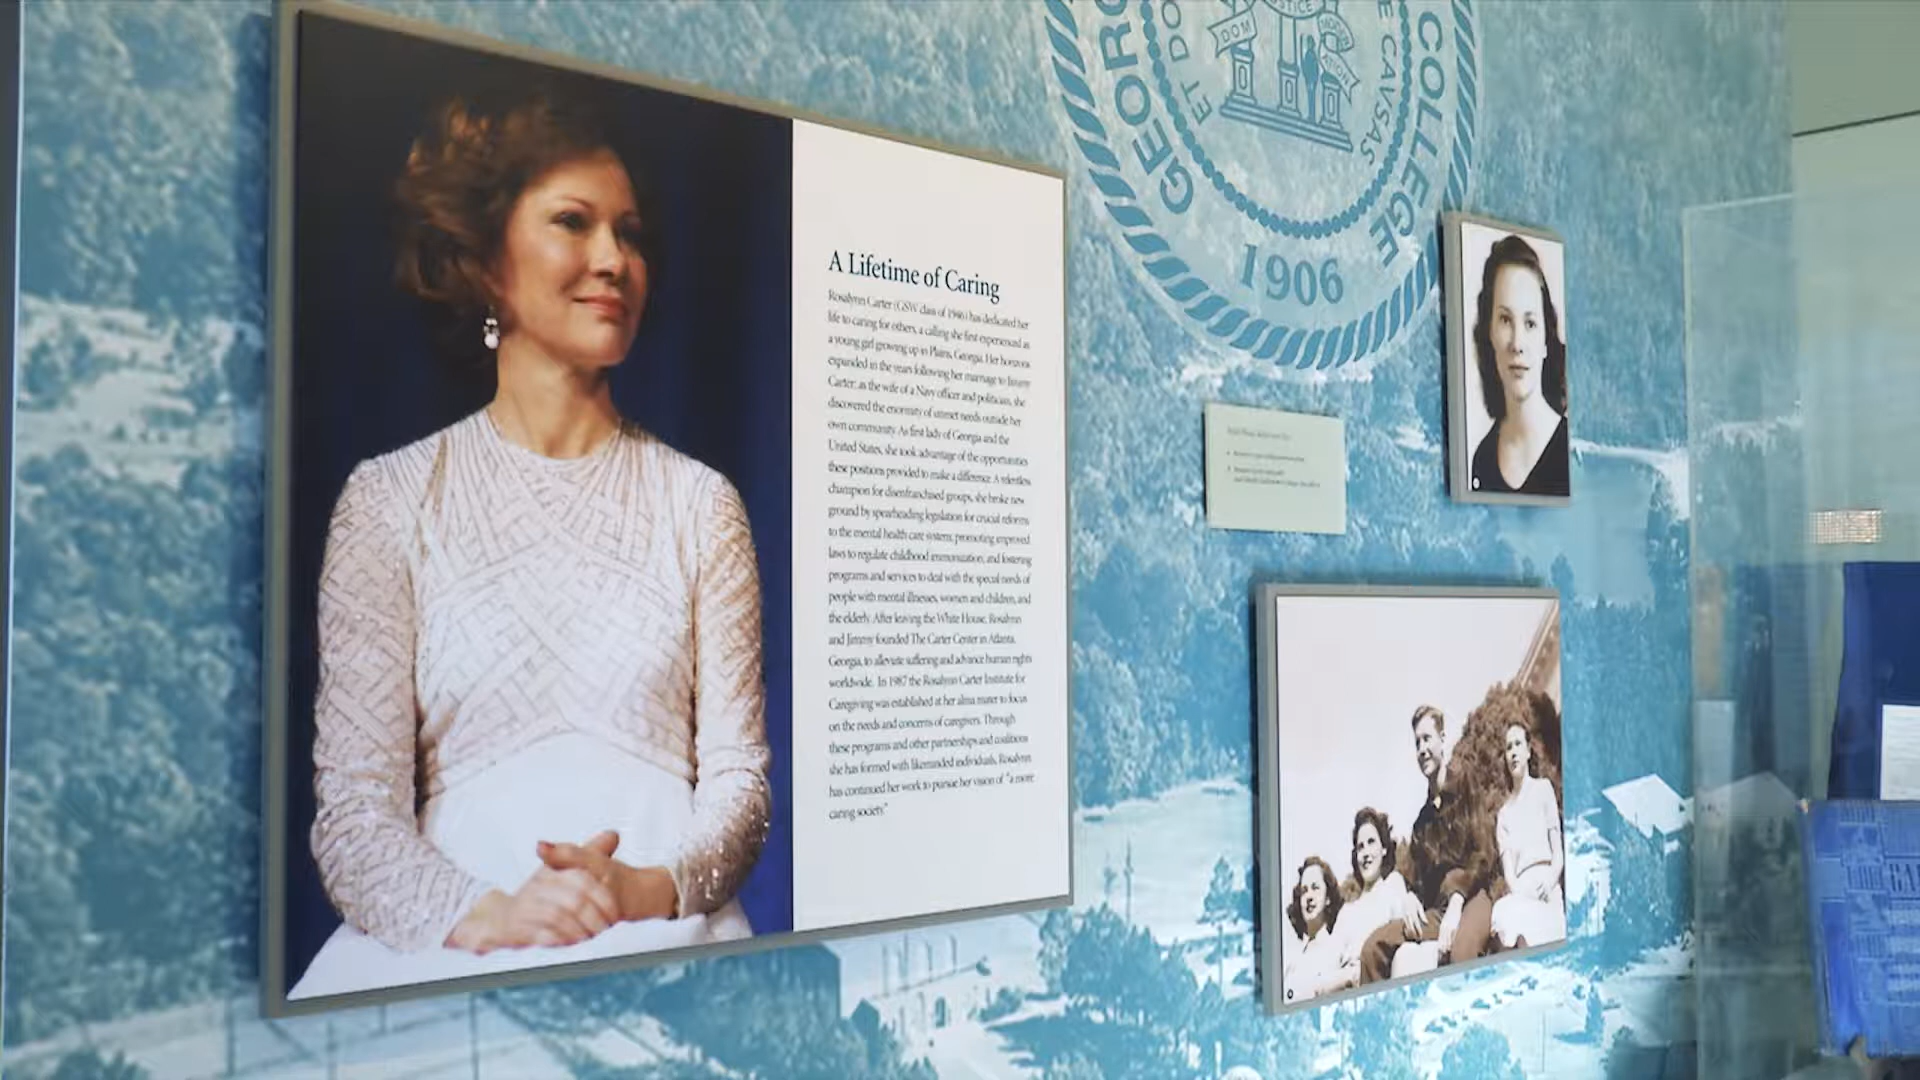 A Lifetime of Caring
Rosalynn Carter (GSW class of 1946) has dedicated her
life to caring for others, a calling she first experienced as
a young girl growing up in Plains, Georgia. Her horizons
expanded in the years following her marriage to Jimmy
Carter; as the wife of a Navy officer and politician, she
discovered the enormity of unmet needs outside her
own community. As first lady of Georgia and the
United States, she took advantage of the opportunities
these positions provided to make a difference. A relentless
champion for disenfranchised groups, she broke new
ground by spearheading legislation for crucial reforms
to the mental health care system, promoting improved
laws to regulate childhood immunization, and fostering
programs and services to deal with the special needs of
people with mental illnesses, women and children, and
the elderly. After leaving the White House, Rosalynn
and Jimmy founded The Carter Center in Atlanta,
Georgia, to alleviate suffering and advance human rights
worldwide. In 1987 the Rosalynn Carter Institute for
Caregiving was established at her alma mater to focus
on the needs and concerns of caregivers. Through
these programs and other partnerships and coalitions
she has formed with likeminded individuals, Rosalynn
has continued her work to pursue her vision of "a more
caring society."
GEORG
COLLEGE
ET DO
E CAVSAS
DOM
STICE
MODER
ATION
1906